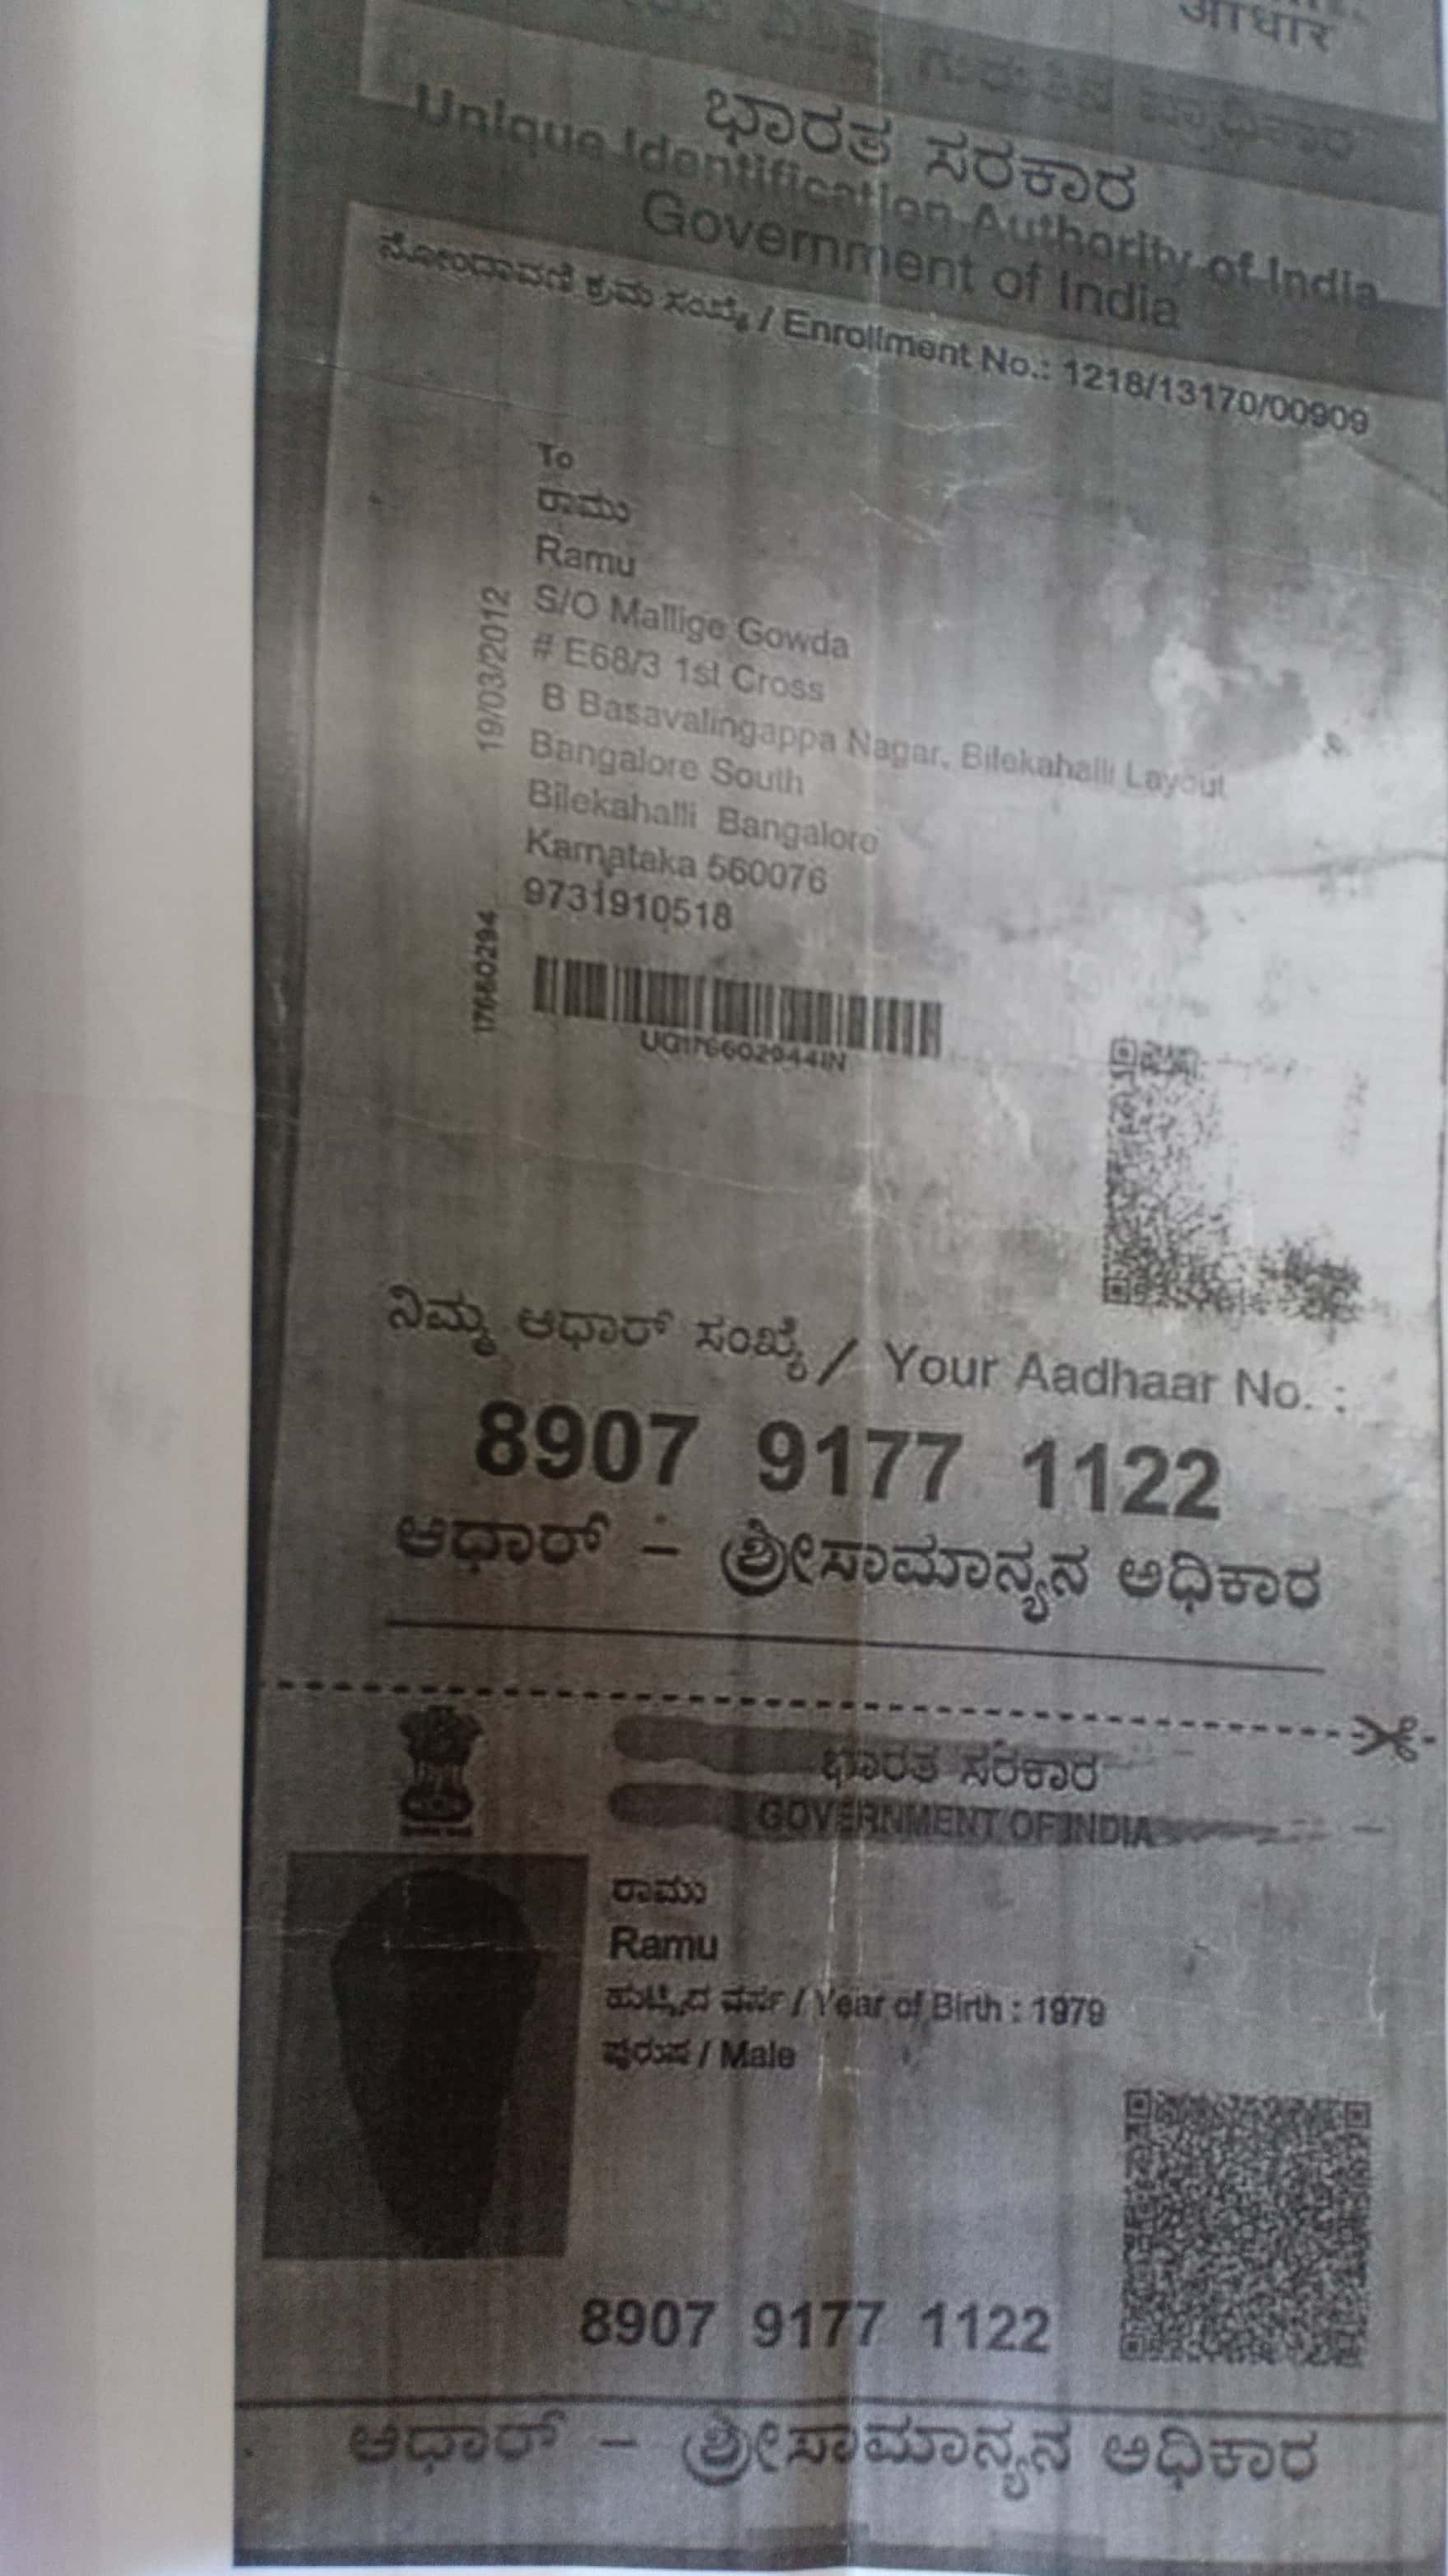 आधार
ಭಾರತ ಸರಕಾರ
Unique Identification Authority of India
Government of India
ನೋಂದಾವಣಿ ಕ್ರಮ ಸಂಖ್ಯೆ / Enrollment No.: 1218/13170/00909
To
ರಾಮು
Ramu
S/O Mallige Gowda
# E68/3 1st Cross
B Basavalingappa Nagar, Bilekahalli Layout
Bangalore South
Bilekahalli Bangalore
Karnataka 560076
9731910518
19/03/2012
17660294
UG176602944IN
ನಿಮ್ಮ ಆಧಾರ್ ಸಂಖ್ಯೆ / Your Aadhaar No. :
8907 9177 1122
ಆಧಾರ್ – ಶ್ರೀಸಾಮಾನ್ಯನ ಅಧಿಕಾರ
ಭಾರತ ಸರಕಾರ
GOVERNMENT OF INDIA
ರಾಮು
Ramu
ಹುಟ್ಟಿದ ವರ್ಷ / Year of Birth : 1979
ಪುರುಷ / Male
8907 9177 1122
ಆಧಾರ್ – ಶ್ರೀಸಾಮಾನ್ಯನ ಅಧಿಕಾರ